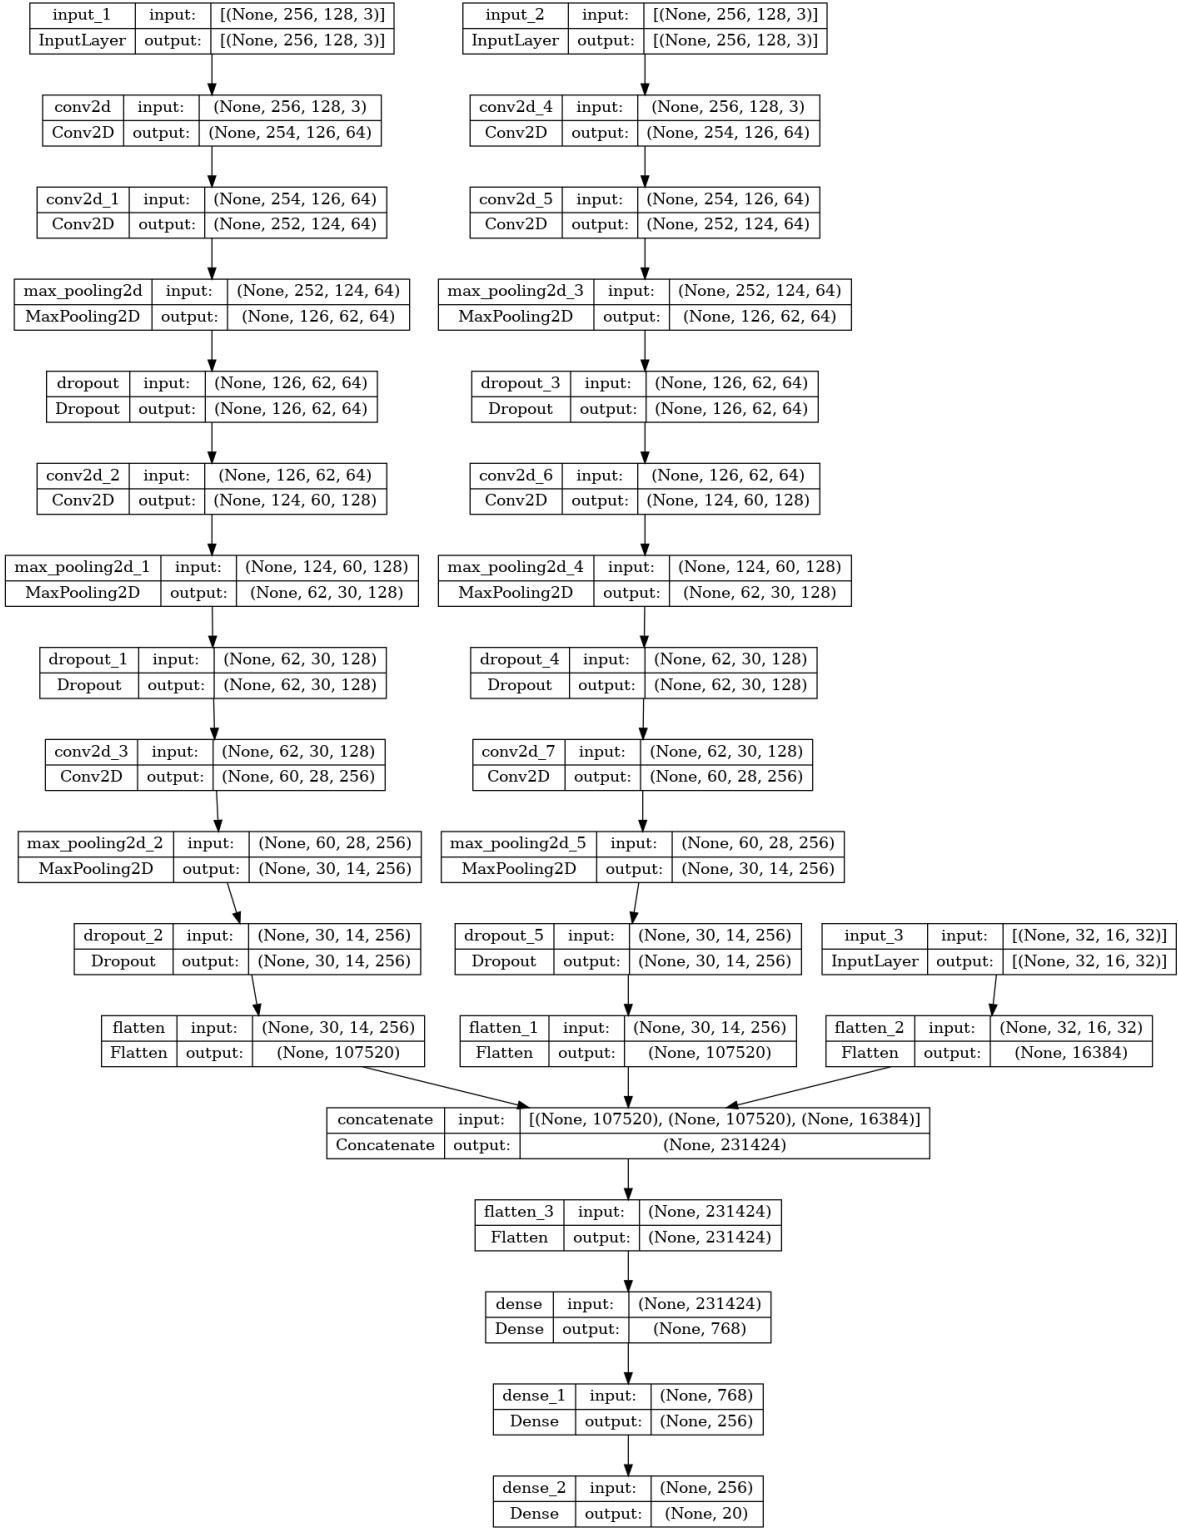 input_1 input: [(None, 256, 128, 3)]
InputLayer output: [(None, 256, 128, 3)]
input_2 input: [(None, 256, 128, 3)]
InputLayer output: [(None, 256, 128, 3)]
conv2d input: (None, 256, 128, 3)
Conv2D output: (None, 254, 126, 64)
conv2d_4 input: (None, 256, 128, 3)
Conv2D output: (None, 254, 126, 64)
conv2d_1 input: (None, 254, 126, 64)
Conv2D output: (None, 252, 124, 64)
conv2d_5 input: (None, 254, 126, 64)
Conv2D output: (None, 252, 124, 64)
max_pooling2d input: (None, 252, 124, 64)
MaxPooling2D output: (None, 126, 62, 64)
max_pooling2d_3 input: (None, 252, 124, 64)
MaxPooling2D output: (None, 126, 62, 64)
dropout input: (None, 126, 62, 64)
Dropout output: (None, 126, 62, 64)
dropout_3 input: (None, 126, 62, 64)
Dropout output: (None, 126, 62, 64)
conv2d_2 input: (None, 126, 62, 64)
Conv2D output: (None, 124, 60, 128)
conv2d_6 input: (None, 126, 62, 64)
Conv2D output: (None, 124, 60, 128)
max_pooling2d_1 input: (None, 124, 60, 128)
MaxPooling2D output: (None, 62, 30, 128)
max_pooling2d_4 input: (None, 124, 60, 128)
MaxPooling2D output: (None, 62, 30, 128)
dropout_1 input: (None, 62, 30, 128)
Dropout output: (None, 62, 30, 128)
dropout_4 input: (None, 62, 30, 128)
Dropout output: (None, 62, 30, 128)
conv2d_3 input: (None, 62, 30, 128)
Conv2D output: (None, 60, 28, 256)
conv2d_7 input: (None, 62, 30, 128)
Conv2D output: (None, 60, 28, 256)
max_pooling2d_2 input: (None, 60, 28, 256)
MaxPooling2D output: (None, 30, 14, 256)
max_pooling2d_5 input: (None, 60, 28, 256)
MaxPooling2D output: (None, 30, 14, 256)
dropout_2 input: (None, 30, 14, 256)
Dropout output: (None, 30, 14, 256)
dropout_5 input: (None, 30, 14, 256)
Dropout output: (None, 30, 14, 256)
input_3 input: [(None, 32, 16, 32)]
InputLayer output: [(None, 32, 16, 32)]
flatten input: (None, 30, 14, 256)
Flatten output: (None, 107520)
flatten_1 input: (None, 30, 14, 256)
Flatten output: (None, 107520)
flatten_2 input: (None, 32, 16, 32)
Flatten output: (None, 16384)
concatenate input: [(None, 107520), (None, 107520), (None, 16384)]
Concatenate output: (None, 231424)
flatten_3 input: (None, 231424)
Flatten output: (None, 231424)
dense input: (None, 231424)
Dense output: (None, 768)
dense_1 input: (None, 768)
Dense output: (None, 256)
dense_2 input: (None, 256)
Dense output: (None, 20)